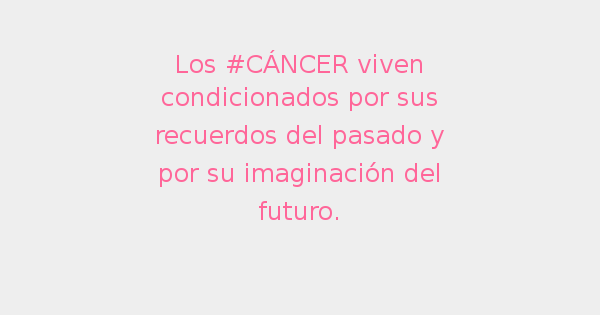 Los #CÁNCER viven
condicionados por sus
recuerdos del pasado y
por su imaginación del
futuro.